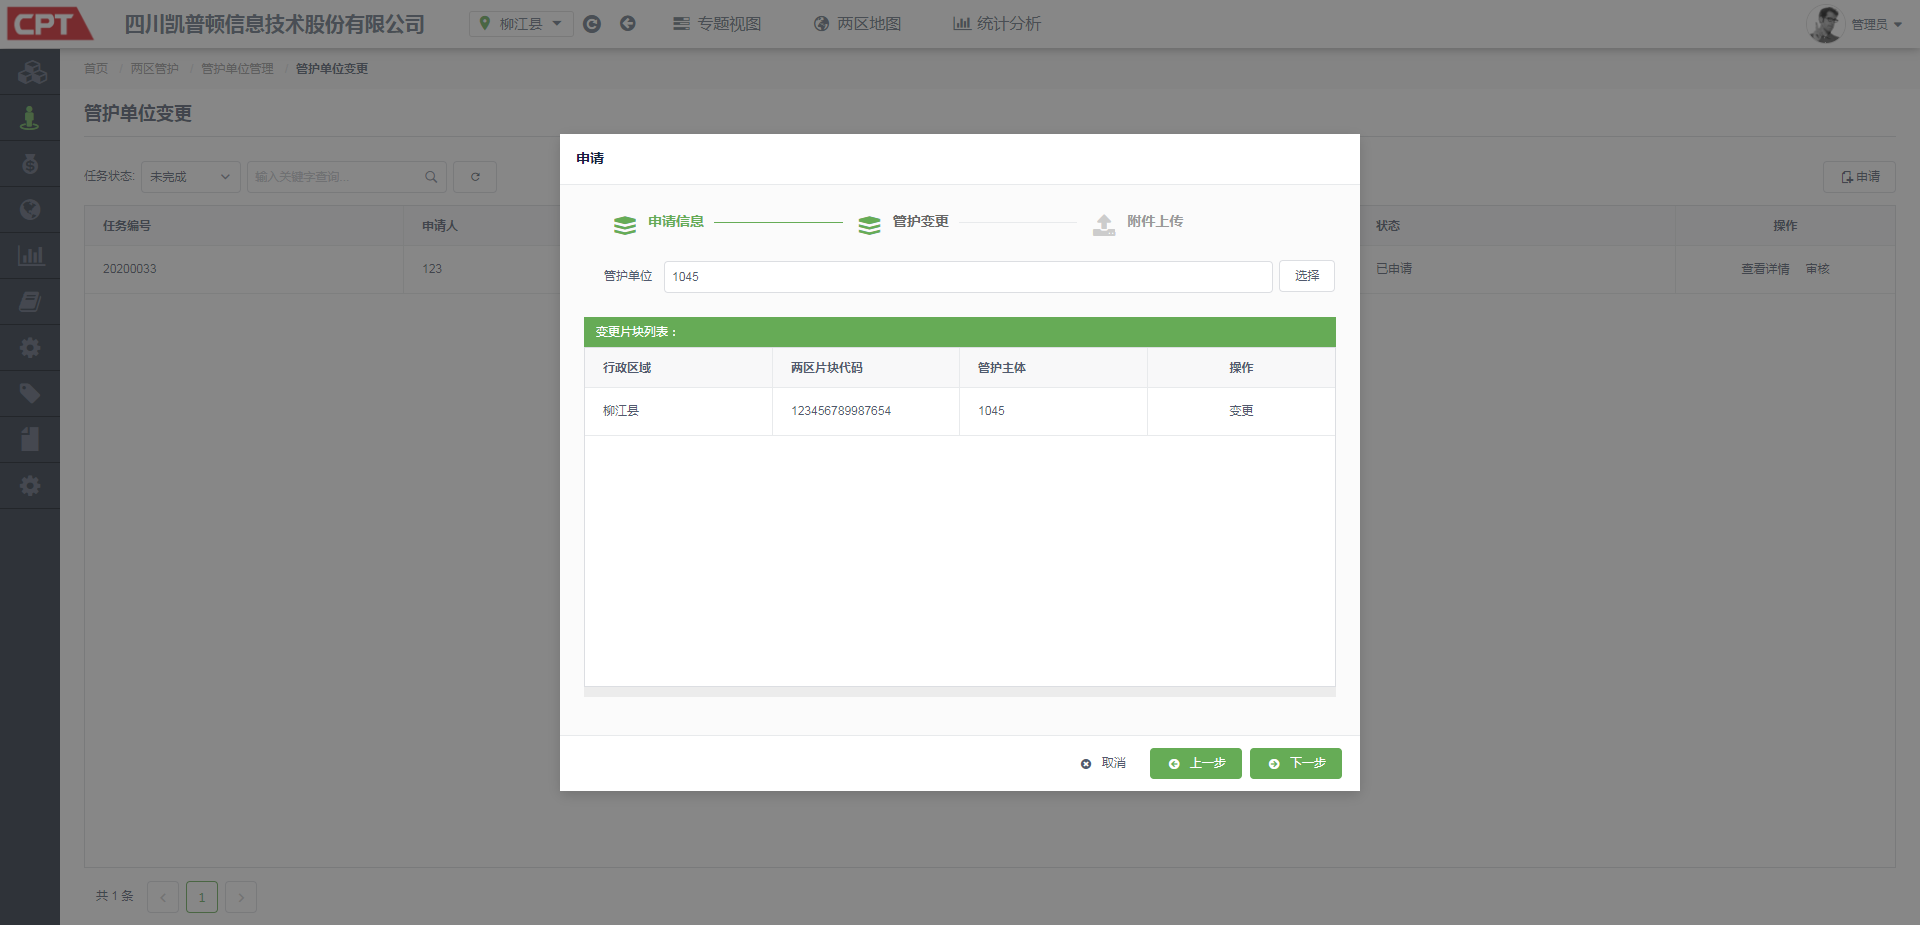 CPT 四川凯普顿信息技术股份有限公司 柳江县 专题视图 两区地图 统计分析 管理员
首页 / 两区管护 / 管护单位管理 / 管护单位变更
管护单位变更
任务状态: 未完成 输入关键字查询... 申请
任务编号 申请人 状态 操作
20200033 123 已申请 查看详情 审核
申请
申请信息 管护变更 附件上传
管护单位 1045 选择
变更片块列表：
行政区域 两区片块代码 管护主体 操作
柳江县 123456789987654 1045 变更
取消 上一步 下一步
共 1 条 < 1 >